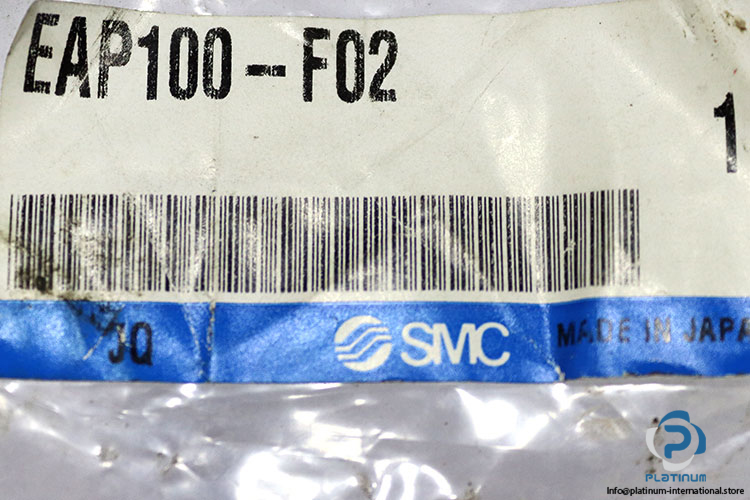 EAP100-F02
1
JQ
SMC
MADE IN JAPA
PLATINUM
Info@platinum-international.store